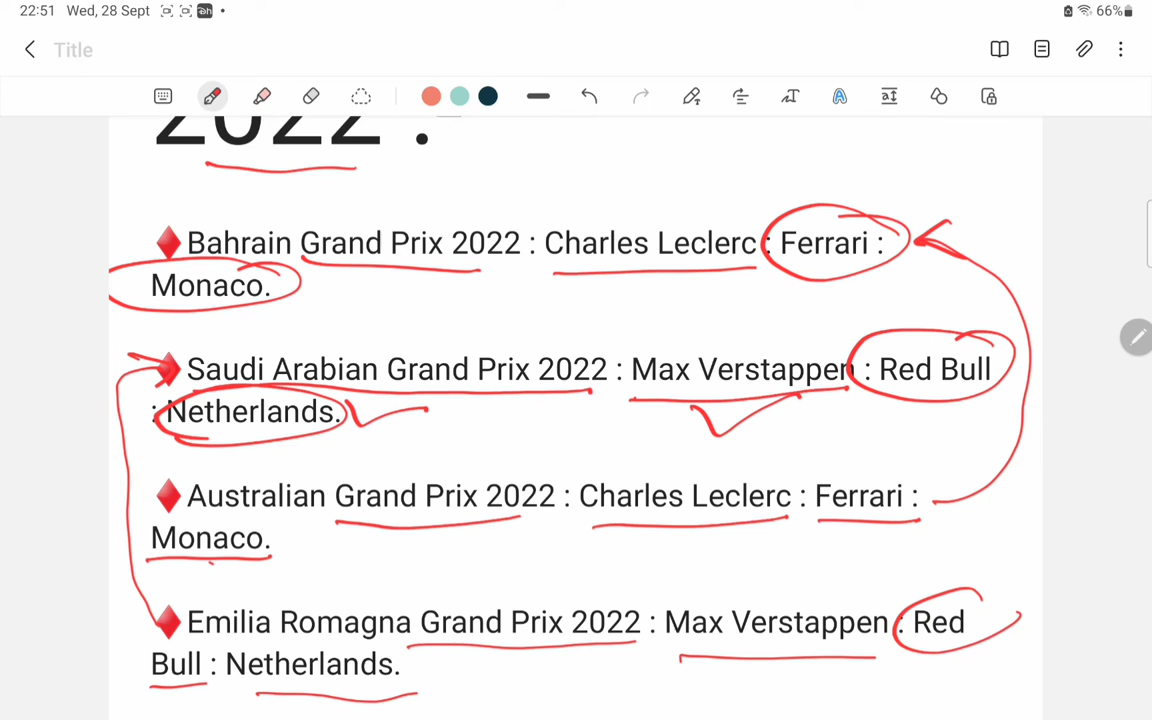 22:51 Wed, 28 Sept 66%
Title
2022 :
Bahrain Grand Prix 2022 : Charles Leclerc : Ferrari :
Monaco.
Saudi Arabian Grand Prix 2022 : Max Verstappen : Red Bull
: Netherlands.
Australian Grand Prix 2022 : Charles Leclerc : Ferrari :
Monaco.
Emilia Romagna Grand Prix 2022 : Max Verstappen : Red
Bull : Netherlands.